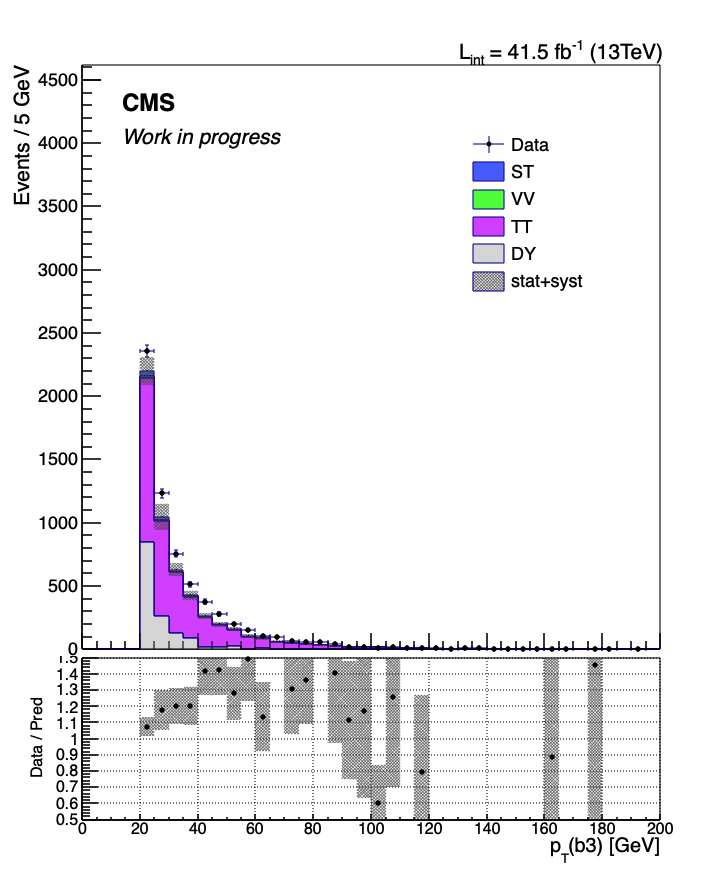 L_int = 41.5 fb^-1 (13TeV)
Events / 5 GeV
4500
4000
3500
3000
2500
2000
1500
1000
500
0
CMS
Work in progress
Data
ST
VV
TT
DY
stat+syst
Data / Pred
1.5
1.4
1.3
1.2
1.1
1
0.9
0.8
0.7
0.6
0.5
0 20 40 60 80 100 120 140 160 180 200
p_T(b3) [GeV]